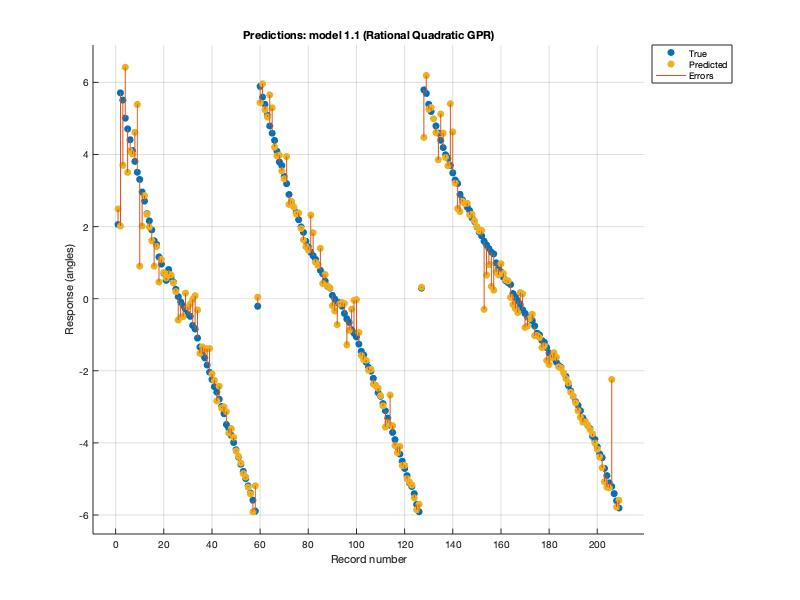 Predictions: model 1.1 (Rational Quadratic GPR)
True
Predicted
Errors
Response (angles)
6
4
2
0
-2
-4
-6
0 20 40 60 80 100 120 140 160 180 200
Record number